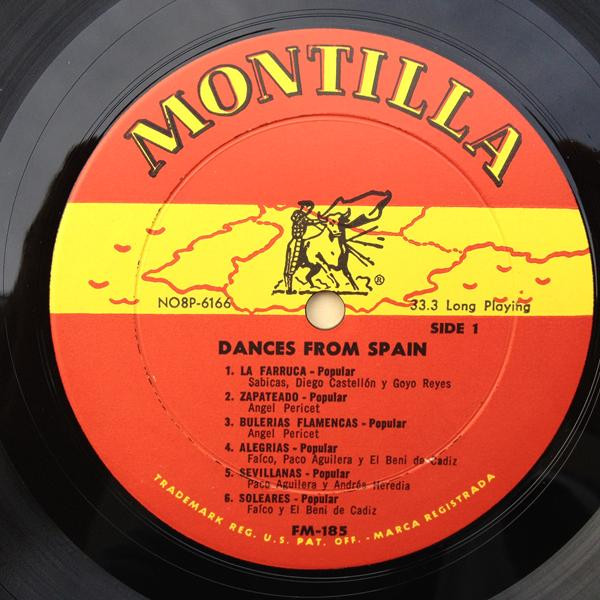 MONTILLA
®
NO8P-6166
33.3 Long Playing
SIDE 1
DANCES FROM SPAIN
1. LA FARRUCA - Popular
Sabicas, Diego Castellón y Goyo Reyes
2. ZAPATEADO - Popular
Angel Pericet
3. BULERIAS FLAMENCAS - Popular
Angel Pericet
4. ALEGRIAS - Popular
Falco, Paco Aguilera y El Beni de Cadiz
5. SEVILLANAS - Popular
Paco Aguilera y Andrés Heredia
6. SOLEARES - Popular
Falco y El Beni de Cadiz
FM-185
TRADEMARK REG. U.S. PAT. OFF. - MARCA REGISTRADA